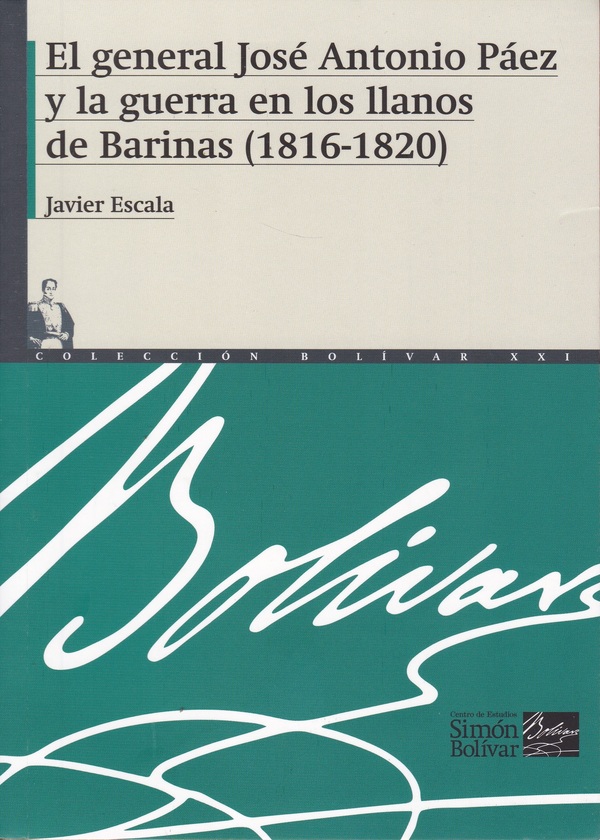 El general José Antonio Páez
y la guerra en los llanos
de Barinas (1816-1820)
Javier Escala
COLECCIÓN BOLÍVAR XXI
Bolívar
Centro de Estudios
Simón
Bolívar
Bolívar